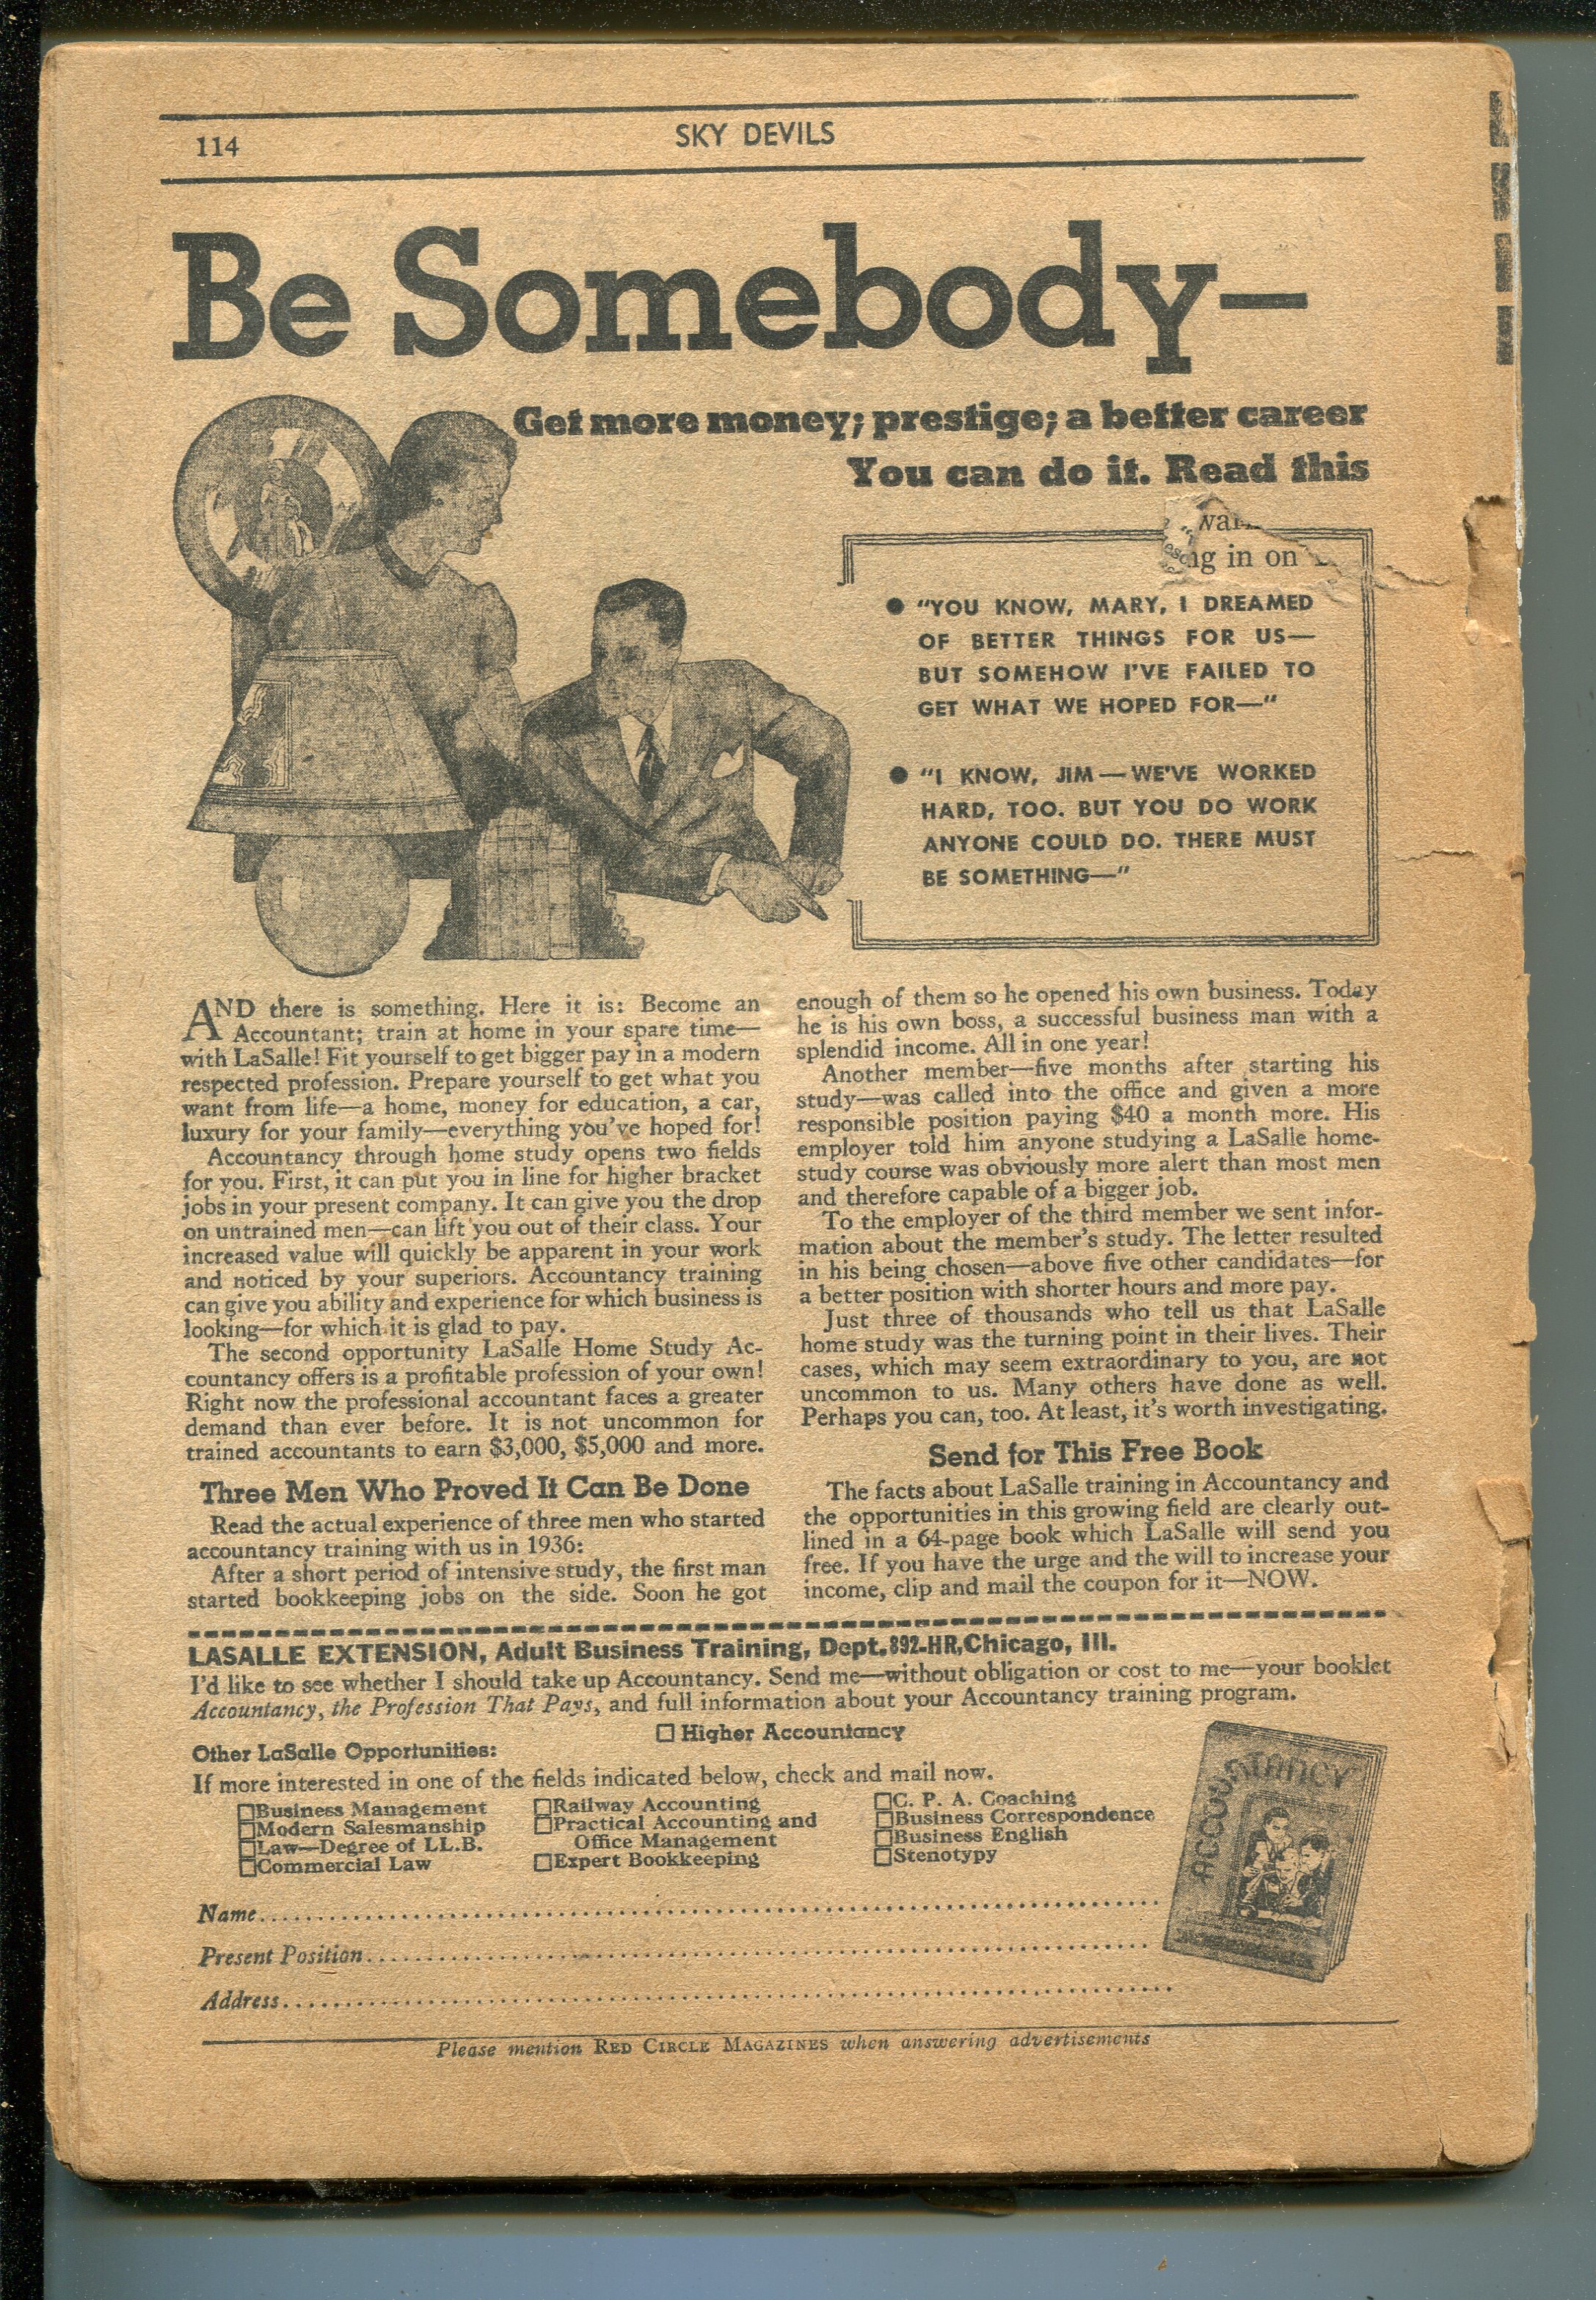 114
SKY DEVILS
Be Somebody—
Get more money; prestige; a better career
You can do it. Read this
ng in on
● "YOU KNOW, MARY, I DREAMED
OF BETTER THINGS FOR US—
BUT SOMEHOW I'VE FAILED TO
GET WHAT WE HOPED FOR—"
● "I KNOW, JIM—WE'VE WORKED
HARD, TOO. BUT YOU DO WORK
ANYONE COULD DO. THERE MUST
BE SOMETHING—"
AND there is something. Here it is: Become an
Accountant; train at home in your spare time—
with LaSalle! Fit yourself to get bigger pay in a modern
respected profession. Prepare yourself to get what you
want from life—a home, money for education, a car,
luxury for your family—everything you've hoped for!
Accountancy through home study opens two fields
for you. First, it can put you in line for higher bracket
jobs in your present company. It can give you the drop
on untrained men—can lift you out of their class. Your
increased value will quickly be apparent in your work
and noticed by your superiors. Accountancy training
can give you ability and experience for which business is
looking—for which it is glad to pay.
The second opportunity LaSalle Home Study Ac-
countancy offers is a profitable profession of your own!
Right now the professional accountant faces a greater
demand than ever before. It is not uncommon for
trained accountants to earn $3,000, $5,000 and more.
Three Men Who Proved It Can Be Done
Read the actual experience of three men who started
accountancy training with us in 1936:
After a short period of intensive study, the first man
started bookkeeping jobs on the side. Soon he got
enough of them so he opened his own business. Today
he is his own boss, a successful business man with a
splendid income. All in one year!
Another member—five months after starting his
study—was called into the office and given a more
responsible position paying $40 a month more. His
employer told him anyone studying a LaSalle home-
study course was obviously more alert than most men
and therefore capable of a bigger job.
To the employer of the third member we sent infor-
mation about the member's study. The letter resulted
in his being chosen—above five other candidates—for
a better position with shorter hours and more pay.
Just three of thousands who tell us that LaSalle
home study was the turning point in their lives. Their
cases, which may seem extraordinary to you, are not
uncommon to us. Many others have done as well.
Perhaps you can, too. At least, it's worth investigating.
Send for This Free Book
The facts about LaSalle training in Accountancy and
the opportunities in this growing field are clearly out-
lined in a 64-page book which LaSalle will send you
free. If you have the urge and the will to increase your
income, clip and mail the coupon for it—NOW.
LASALLE EXTENSION, Adult Business Training, Dept. 892-HR, Chicago, Ill.
I'd like to see whether I should take up Accountancy. Send me—without obligation or cost to me—your booklet
Accountancy, the Profession That Pays, and full information about your Accountancy training program.
☐ Higher Accountancy
Other LaSalle Opportunities:
If more interested in one of the fields indicated below, check and mail now.
☐ Business Management
☐ Modern Salesmanship
☐ Law—Degree of LL.B.
☐ Commercial Law
☐ Railway Accounting
☐ Practical Accounting and
Office Management
☐ Expert Bookkeeping
☐ C. P. A. Coaching
☐ Business Correspondence
☐ Business English
☐ Stenotypy
ACCOUNTANCY
Name
Present Position
Address
Please mention RED CIRCLE MAGAZINES when answering advertisements